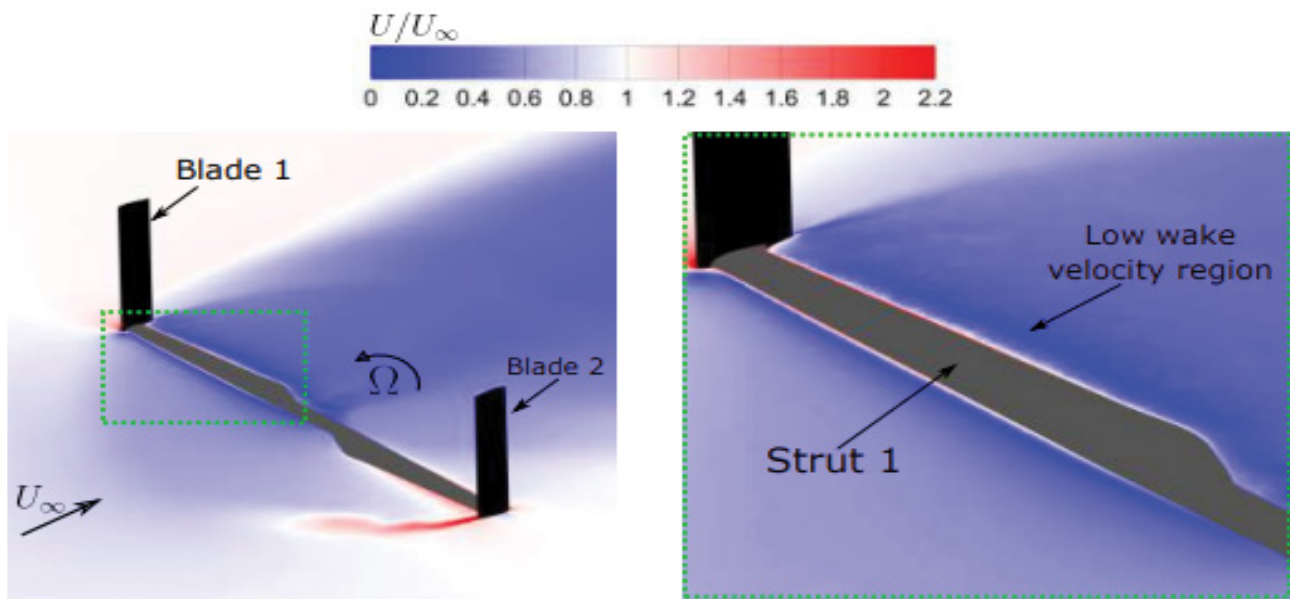 U/U∞
0 0.2 0.4 0.6 0.8 1 1.2 1.4 1.6 1.8 2 2.2
Blade 1
Blade 2
Ω
U∞
Low wake
velocity region
Strut 1